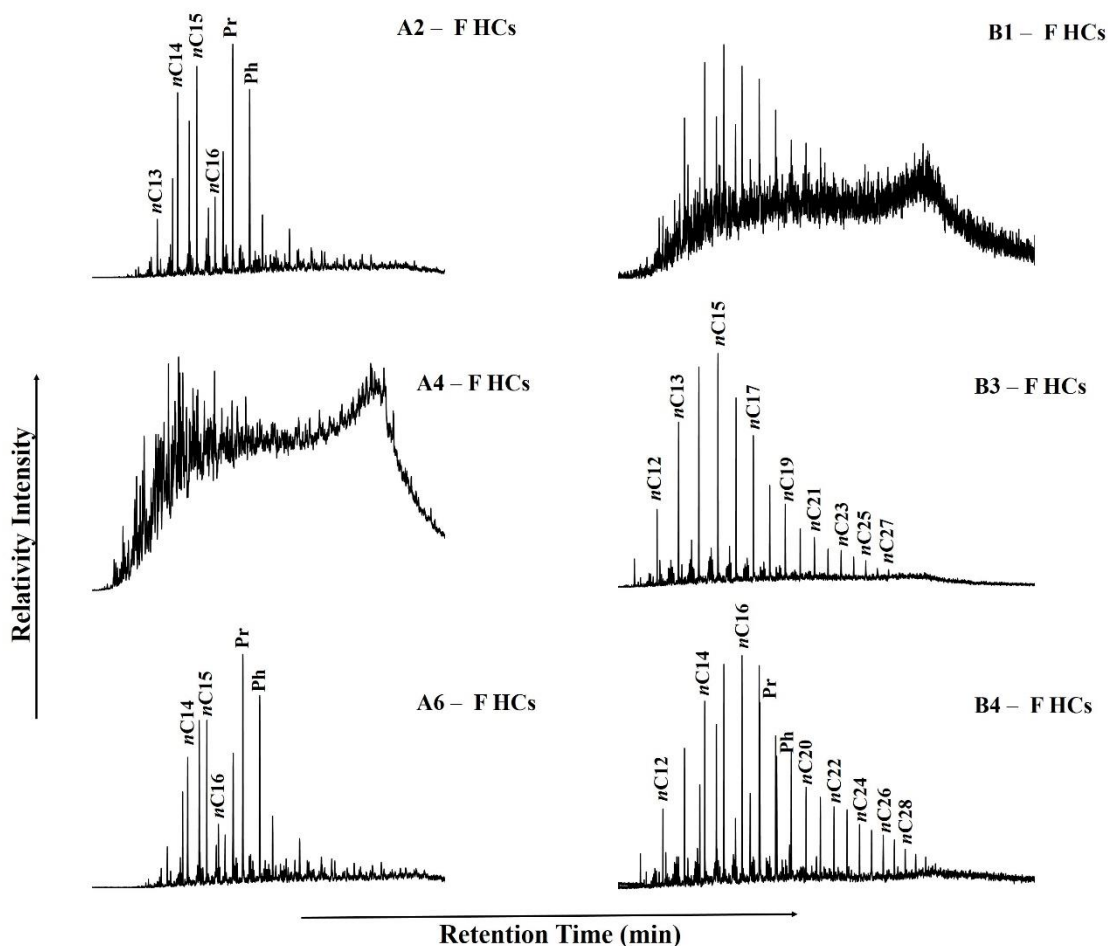 A2 – F HCs
nC13
nC14
nC15
nC16
Pr
Ph
B1 – F HCs
A4 – F HCs
B3 – F HCs
nC12
nC13
nC15
nC17
nC19
nC21
nC23
nC25
nC27
A6 – F HCs
nC14
nC15
nC16
Pr
Ph
B4 – F HCs
nC12
nC14
nC16
Pr
Ph
nC20
nC22
nC24
nC26
nC28
Relativity Intensity
Retention Time (min)